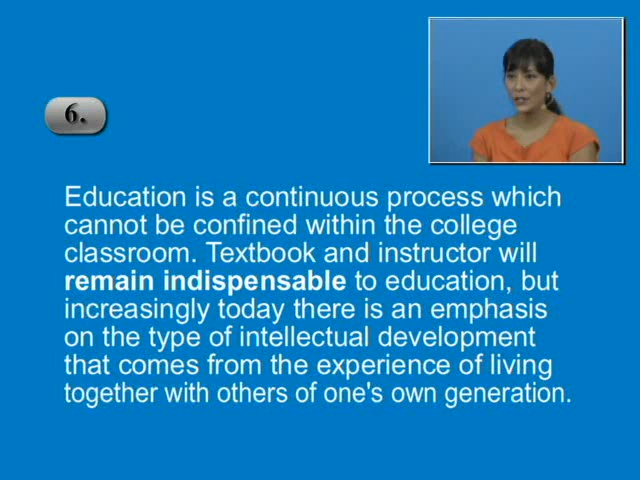 6.
Education is a continuous process which
cannot be confined within the college
classroom. Textbook and instructor will
remain indispensable to education, but
increasingly today there is an emphasis
on the type of intellectual development
that comes from the experience of living
together with others of one's own generation.